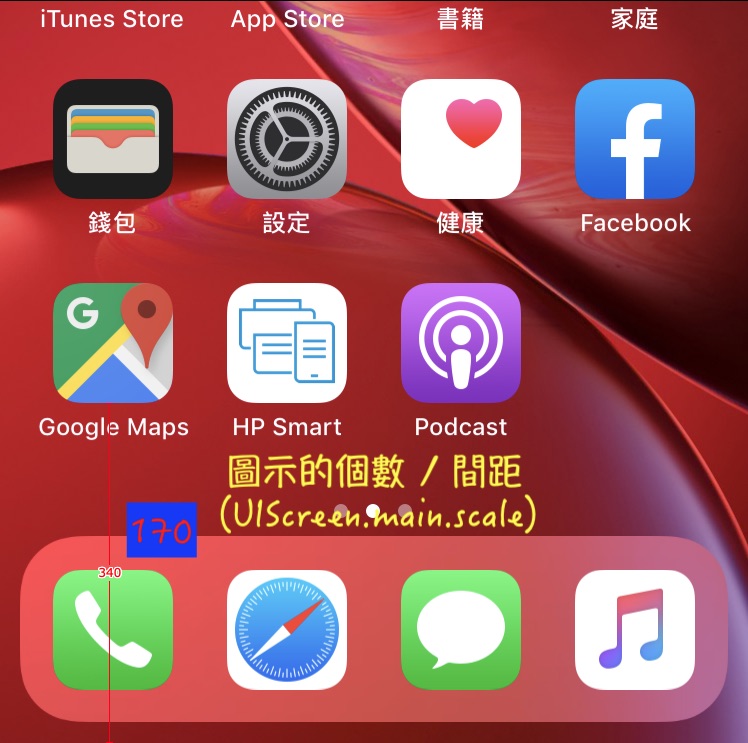 iTunes Store
App Store
書籍
家庭
錢包
設定
健康
Facebook
G
Google Maps
HP Smart
Podcast
圖示的個數 / 間距
(UIScreen.main.scale)
170
340